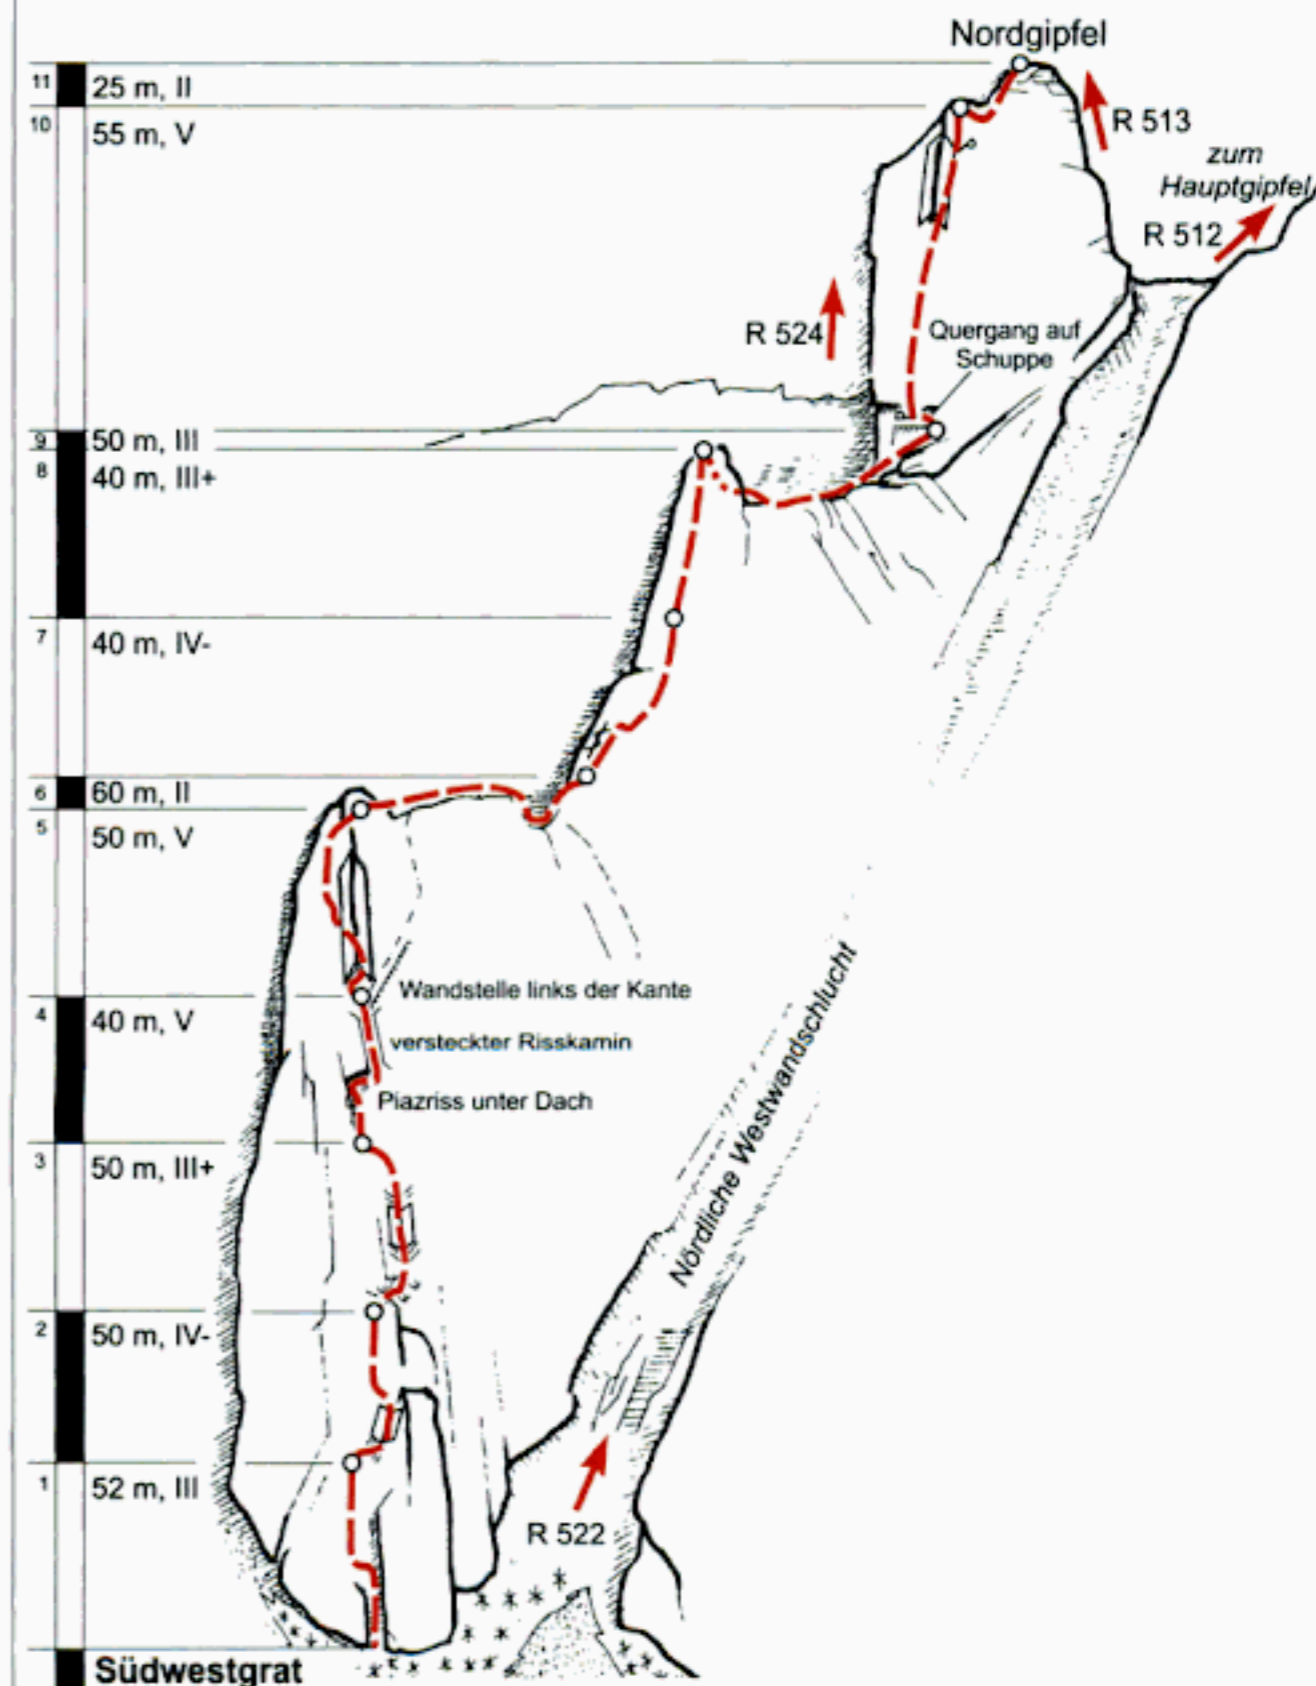 Nordgipfel
11
25 m, II
10
55 m, V
R 513
zum
Hauptgipfel
R 512
R 524
Quergang auf
Schuppe
9
50 m, III
8
40 m, III+
7
40 m, IV-
6
60 m, II
5
50 m, V
Wandstelle links der Kante
4
40 m, V
versteckter Risskamin
Piazriss unter Dach
3
50 m, III+
Nördliche Westwandschlucht
2
50 m, IV-
1
52 m, III
R 522
Südwestgrat